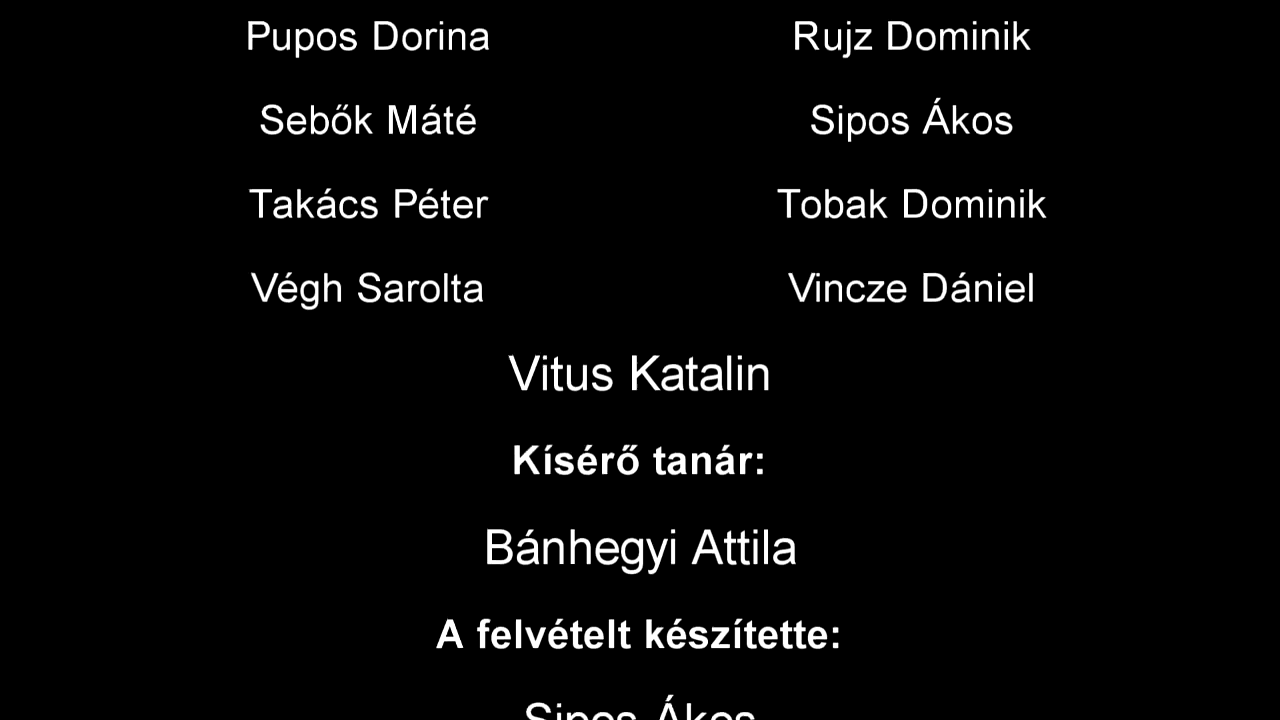 Pupos Dorina Rujz Dominik
Sebők Máté Sipos Ákos
Takács Péter Tobak Dominik
Végh Sarolta Vincze Dániel
Vitus Katalin
Kísérő tanár:
Bánhegyi Attila
A felvételt készítette:
Sipos Ákos